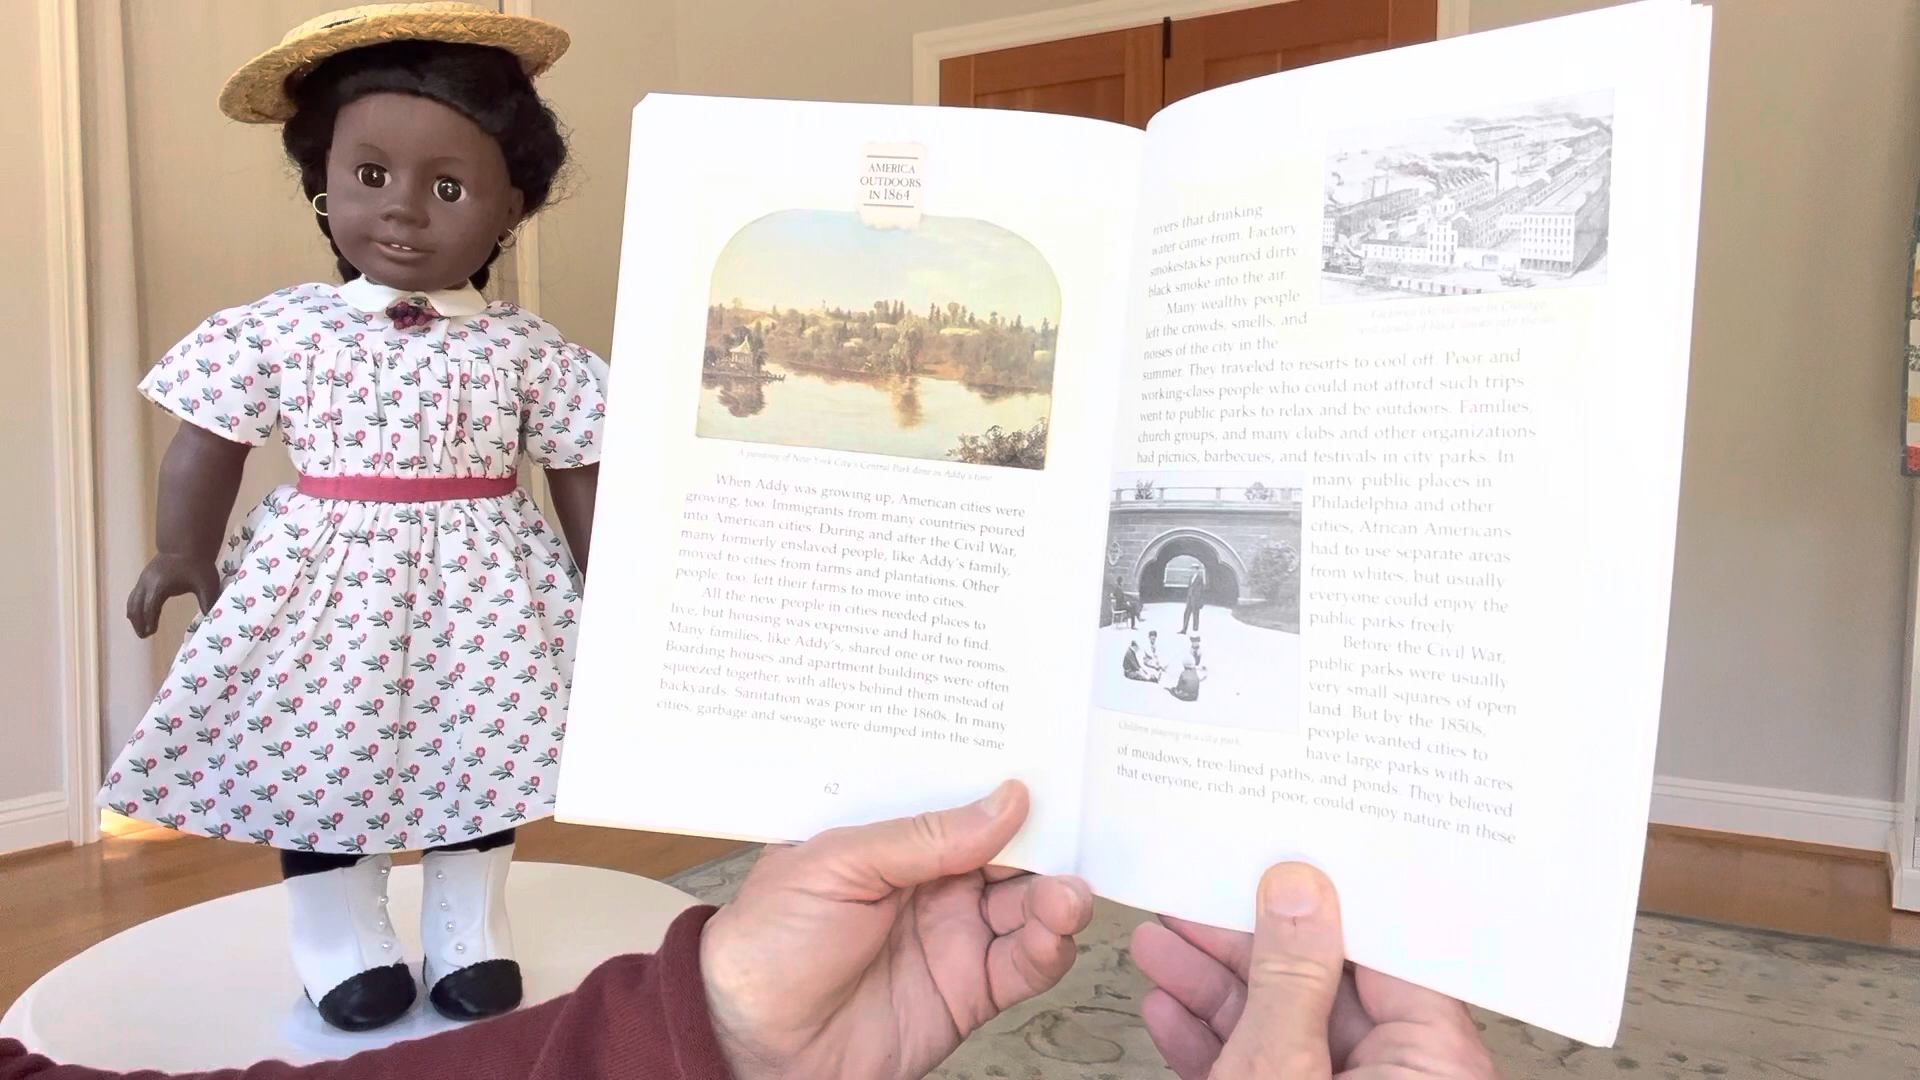 AMERICA
OUTDOORS
IN 1864
A painting of New York City's Central Park done in Addy's time
When Addy was growing up, American cities were
growing, too. Immigrants from many countries poured
into American cities. During and after the Civil War,
many formerly enslaved people, like Addy's family,
moved to cities from farms and plantations. Other
people, too, left their farms to move into cities.
All the new people in cities needed places to
live, but housing was expensive and hard to find.
Many families, like Addy's, shared one or two rooms.
Boarding houses and apartment buildings were often
squeezed together, with alleys behind them instead of
backyards. Sanitation was poor in the 1860s. In many
cities, garbage and sewage were dumped into the same
62
rivers that drinking
water came from. Factory
smokestacks poured dirty
black smoke into the air.
Many wealthy people
left the crowds, smells, and
noises of the city in the
summer. They traveled to resorts to cool off. Poor and
working-class people who could not afford such trips
went to public parks to relax and be outdoors. Families,
church groups, and many clubs and other organizations
had picnics, barbecues, and festivals in city parks. In
many public places in
Philadelphia and other
cities, African Americans
had to use separate areas
from whites, but usually
everyone could enjoy the
public parks freely.
Before the Civil War,
public parks were usually
very small squares of open
land. But by the 1850s,
people wanted cities to
have large parks with acres
Children playing in a city park.
of meadows, tree-lined paths, and ponds. They believed
that everyone, rich and poor, could enjoy nature in these